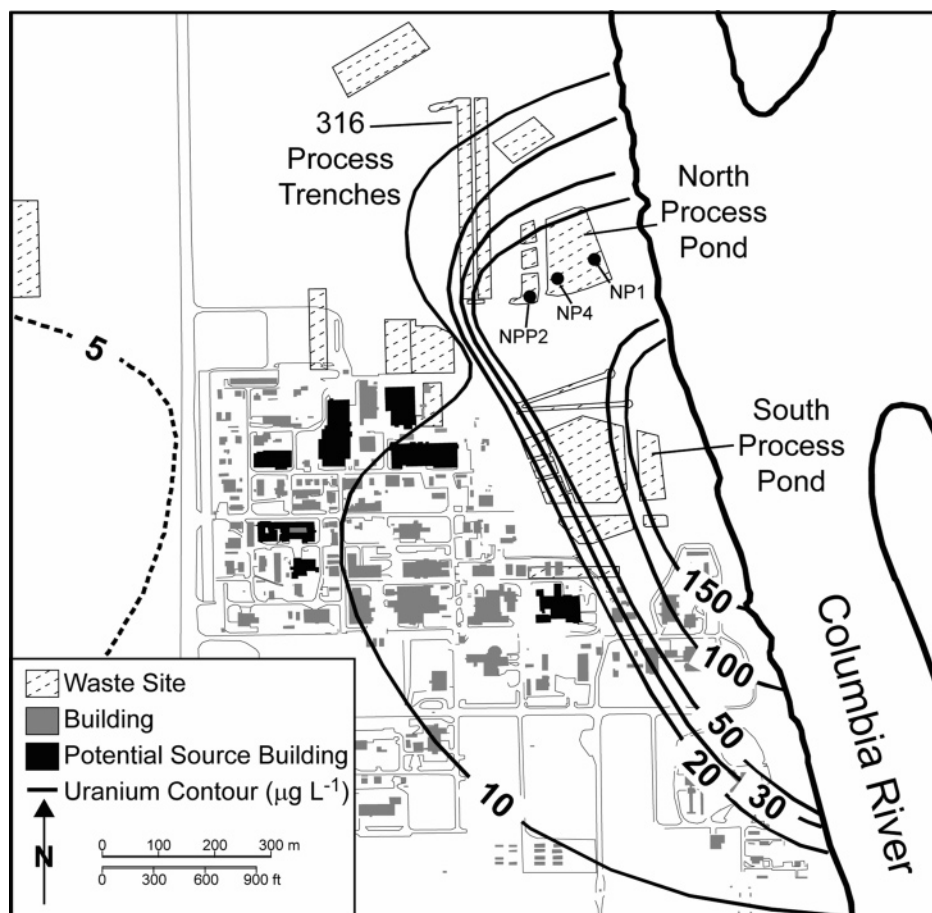 316
Process
Trenches
North
Process
Pond
NP1
NP4
NPP2
5
South
Process
Pond
150
100
50
20
30
10
Columbia River
Waste Site
Building
Potential Source Building
Uranium Contour (µg L⁻¹)
N
0 100 200 300 m
0 300 600 900 ft